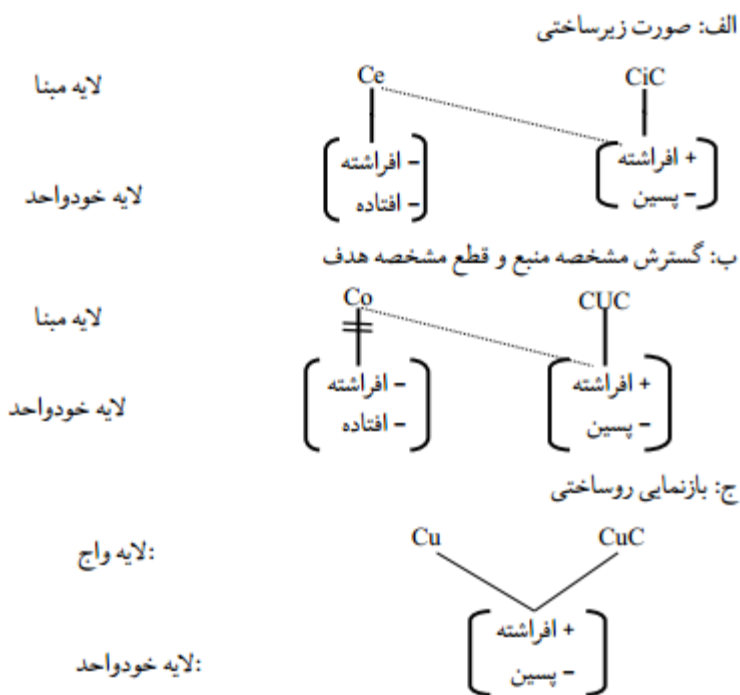 الف: صورت زیرساختی
لایه مبنا Ce CiC
لایه خودواحد
– افراشته + افراشته
– افتاده – پسین
ب: گسترش مشخصه منبع و قطع مشخصه هدف
لایه مبنا Co CUC
لایه خودواحد
– افراشته + افراشته
– افتاده – پسین
ج: بازنمایی روساختی
:لایه واج Cu CuC
:لایه خودواحد
+ افراشته
– پسین